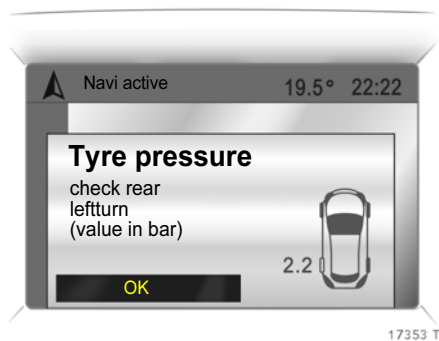 Navi active 19.5° 22:22
Tyre pressure
check rear
leftturn
(value in bar)
2.2
OK
17353 T